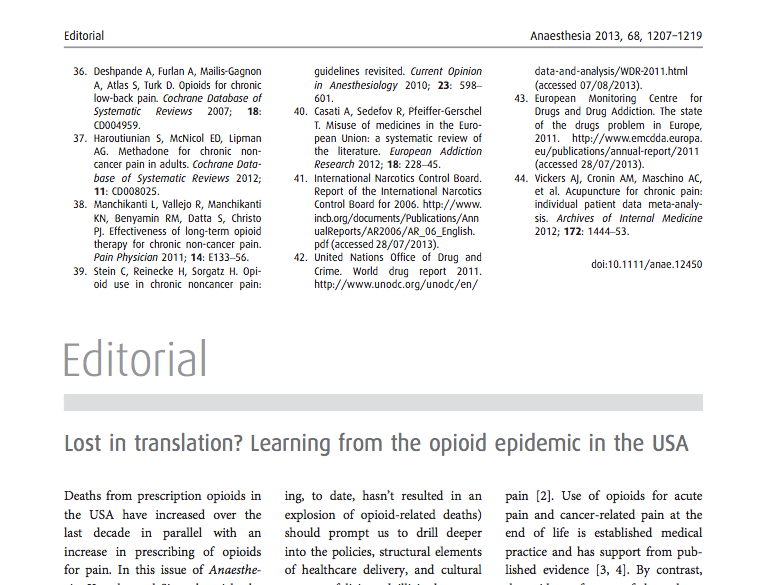 Editorial
Anaesthesia 2013, 68, 1207–1219
36. Deshpande A, Furlan A, Mailis-Gagnon
A, Atlas S, Turk D. Opioids for chronic
low-back pain. Cochrane Database of
Systematic Reviews 2007; 18:
CD004959.
37. Haroutiunian S, McNicol ED, Lipman
AG. Methadone for chronic non-
cancer pain in adults. Cochrane Data-
base of Systematic Reviews 2012;
11: CD008025.
38. Manchikanti L, Vallejo R, Manchikanti
KN, Benyamin RM, Datta S, Christo
PJ. Effectiveness of long-term opioid
therapy for chronic non-cancer pain.
Pain Physician 2011; 14: E133–56.
39. Stein C, Reinecke H, Sorgatz H. Opi-
oid use in chronic noncancer pain:
guidelines revisited. Current Opinion
in Anesthesiology 2010; 23: 598–
601.
40. Casati A, Sedefov R, Pfeiffer-Gerschel
T. Misuse of medicines in the Euro-
pean Union: a systematic review of
the literature. European Addiction
Research 2012; 18: 228–45.
41. International Narcotics Control Board.
Report of the International Narcotics
Control Board for 2006. http://www.
incb.org/documents/Publications/Ann
ualReports/AR2006/AR_06_English.
pdf (accessed 28/07/2013).
42. United Nations Office of Drug and
Crime. World drug report 2011.
http://www.unodc.org/unodc/en/
data-and-analysis/WDR-2011.html
(accessed 07/08/2013).
43. European Monitoring Centre for
Drugs and Drug Addiction. The state
of the drugs problem in Europe,
2011. http://www.emcdda.europa.
eu/publications/annual-report/2011
(accessed 28/07/2013).
44. Vickers AJ, Cronin AM, Maschino AC,
et al. Acupuncture for chronic pain:
individual patient data meta-analy-
sis. Archives of Internal Medicine
2012; 172: 1444–53.
doi:10.1111/anae.12450
Editorial
Lost in translation? Learning from the opioid epidemic in the USA
Deaths from prescription opioids in
the USA have increased over the
last decade in parallel with an
increase in prescribing of opioids
for pain. In this issue of Anaesthe-
ing, to date, hasn't resulted in an
explosion of opioid-related deaths)
should prompt us to drill deeper
into the policies, structural elements
of healthcare delivery, and cultural
pain [2]. Use of opioids for acute
pain and cancer-related pain at the
end of life is established medical
practice and has support from pub-
lished evidence [3, 4]. By contrast,